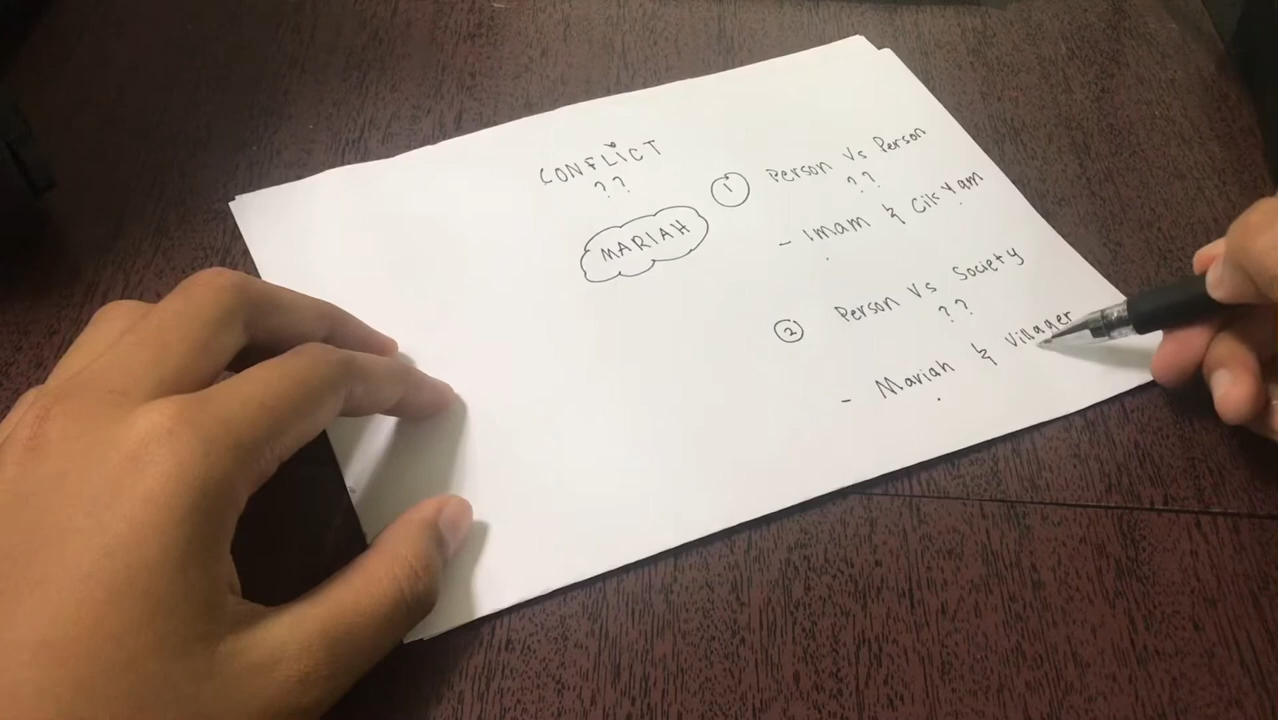 CONFLICT
??
MARIAH
1 Person Vs Person
??
- Imam & Cik Yam
2 Person Vs Society
??
- Mariah & Villager